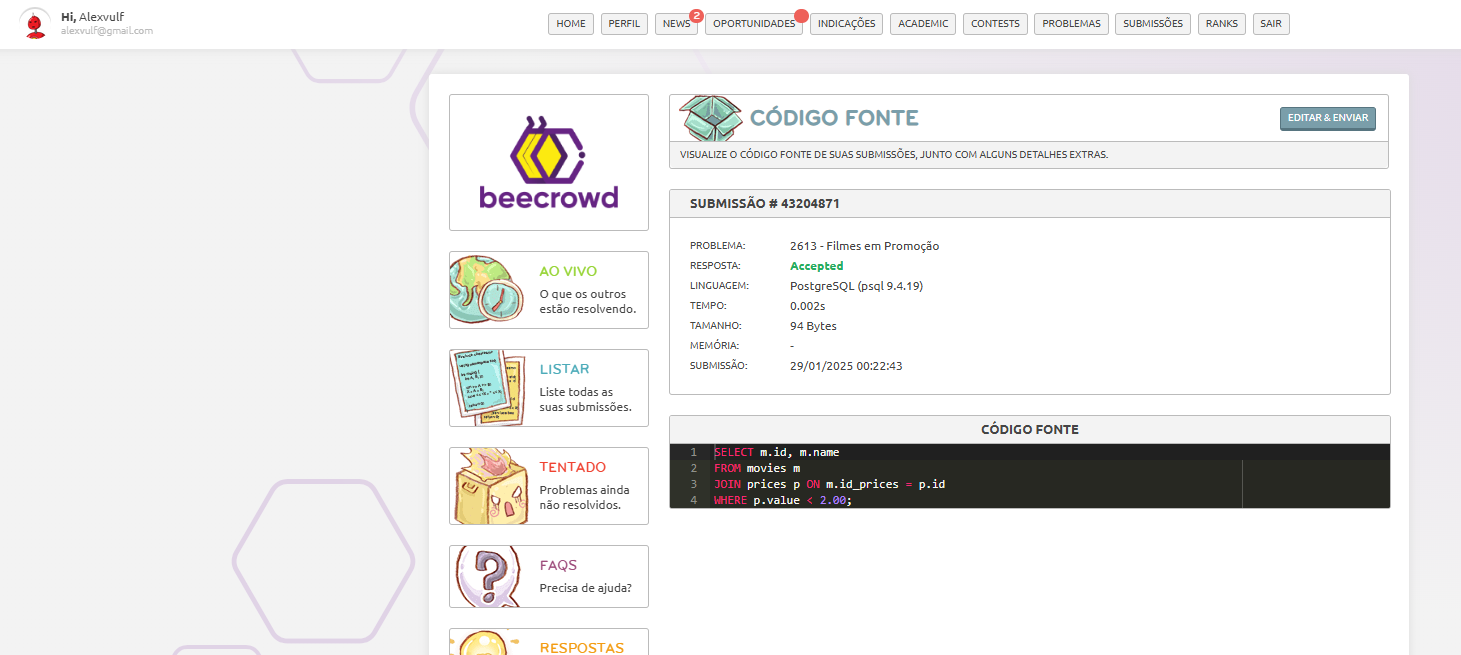 Hi, Alexvulf
alexvulf@gmail.com
HOME
PERFIL
NEWS
2
OPORTUNIDADES
INDICAÇÕES
ACADEMIC
CONTESTS
PROBLEMAS
SUBMISSÕES
RANKS
SAIR
beecrowd
AO VIVO
O que os outros
estão resolvendo.
LISTAR
Liste todas as
suas submissões.
TENTADO
Problemas ainda
não resolvidos.
FAQS
Precisa de ajuda?
RESPOSTAS
CÓDIGO FONTE
EDITAR & ENVIAR
VISUALIZE O CÓDIGO FONTE DE SUAS SUBMISSÕES, JUNTO COM ALGUNS DETALHES EXTRAS.
SUBMISSÃO # 43204871
PROBLEMA: 2613 - Filmes em Promoção
RESPOSTA: Accepted
LINGUAGEM: PostgreSQL (psql 9.4.19)
TEMPO: 0.002s
TAMANHO: 94 Bytes
MEMÓRIA: -
SUBMISSÃO: 29/01/2025 00:22:43
CÓDIGO FONTE
1 SELECT m.id, m.name
2 FROM movies m
3 JOIN prices p ON m.id_prices = p.id
4 WHERE p.value < 2.00;